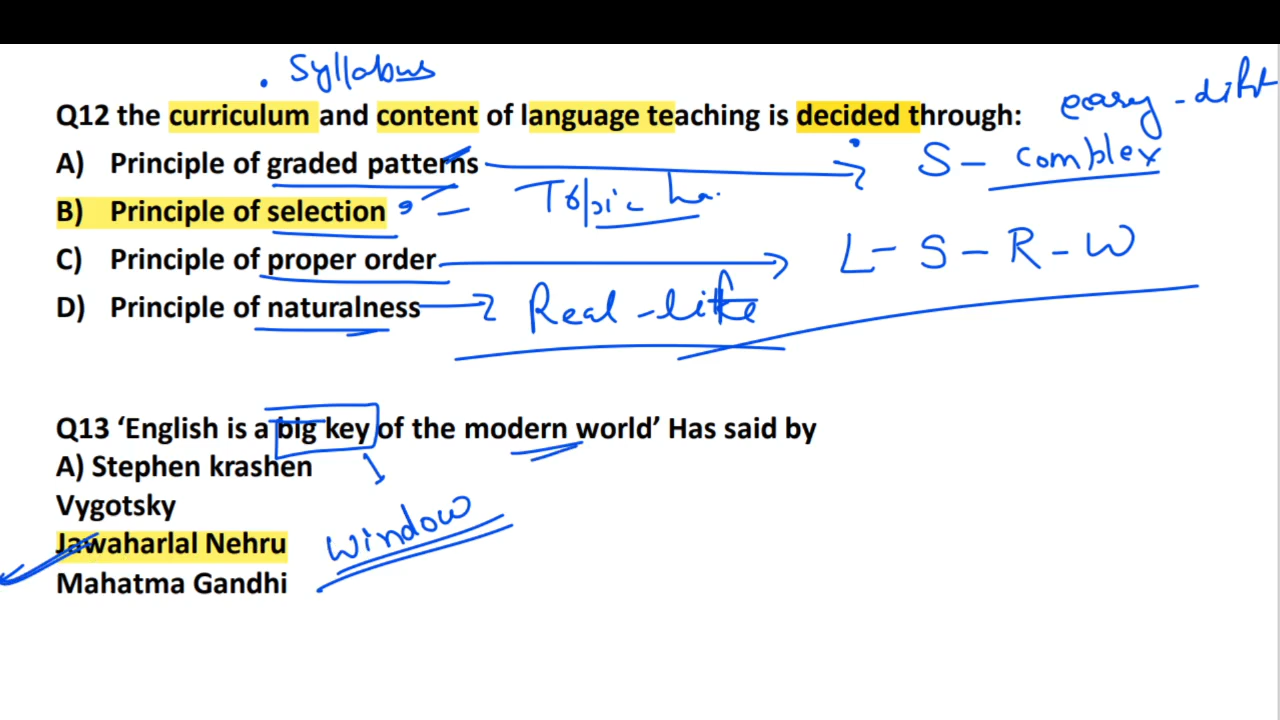 . Syllabus
easy - diff
Q12 the curriculum and content of language teaching is decided through:
A) Principle of graded patterns
S - complex
B) Principle of selection
Topic
C) Principle of proper order
L - S - R - W
D) Principle of naturalness
Real - life
Q13 ‘English is a big key of the modern world’ Has said by
A) Stephen krashen
Vygotsky
Jawaharlal Nehru
window
Mahatma Gandhi